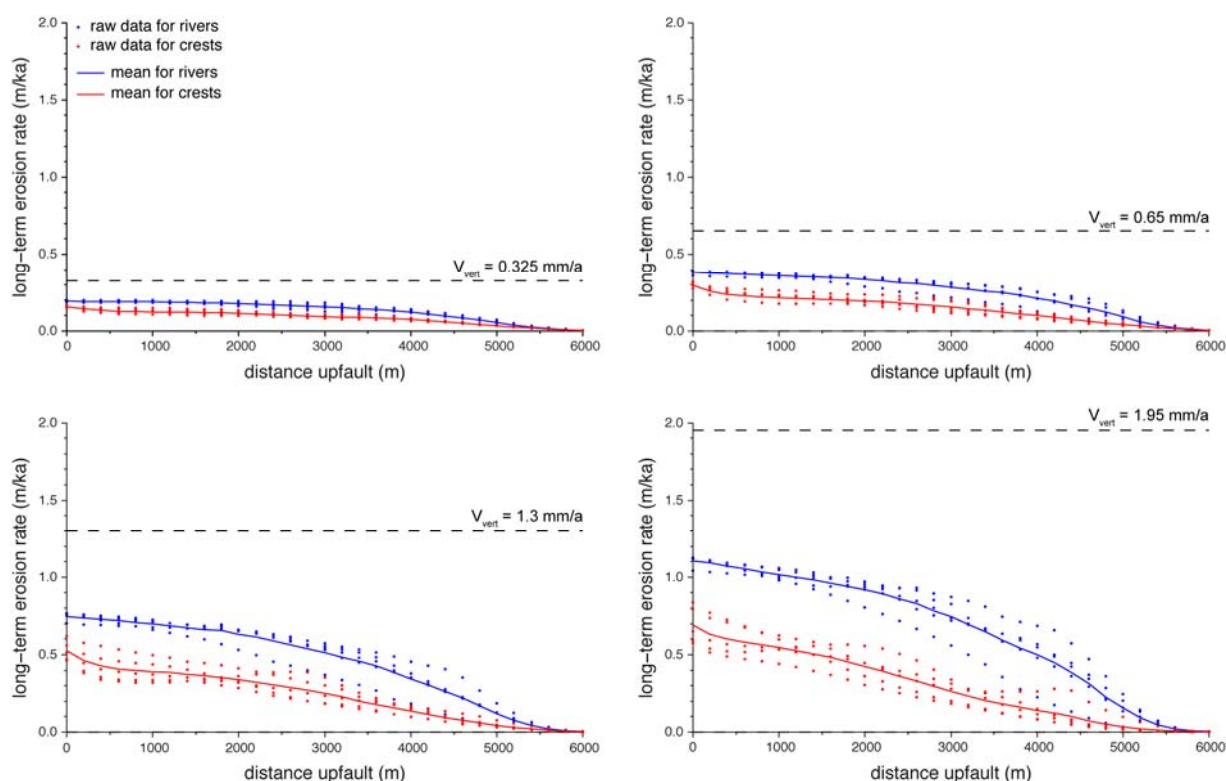 2.0
1.5
1.0
0.5
0.0
long-term erosion rate (m/ka)
raw data for rivers
raw data for crests
mean for rivers
mean for crests
Vvert = 0.325 mm/a
0 1000 2000 3000 4000 5000 6000
distance upfault (m)
2.0
1.5
1.0
0.5
0.0
long-term erosion rate (m/ka)
Vvert = 0.65 mm/a
0 1000 2000 3000 4000 5000 6000
distance upfault (m)
2.0
1.5
1.0
0.5
0.0
long-term erosion rate (m/ka)
Vvert = 1.3 mm/a
0 1000 2000 3000 4000 5000 6000
distance upfault (m)
2.0
1.5
1.0
0.5
0.0
long-term erosion rate (m/ka)
Vvert = 1.95 mm/a
0 1000 2000 3000 4000 5000 6000
distance upfault (m)